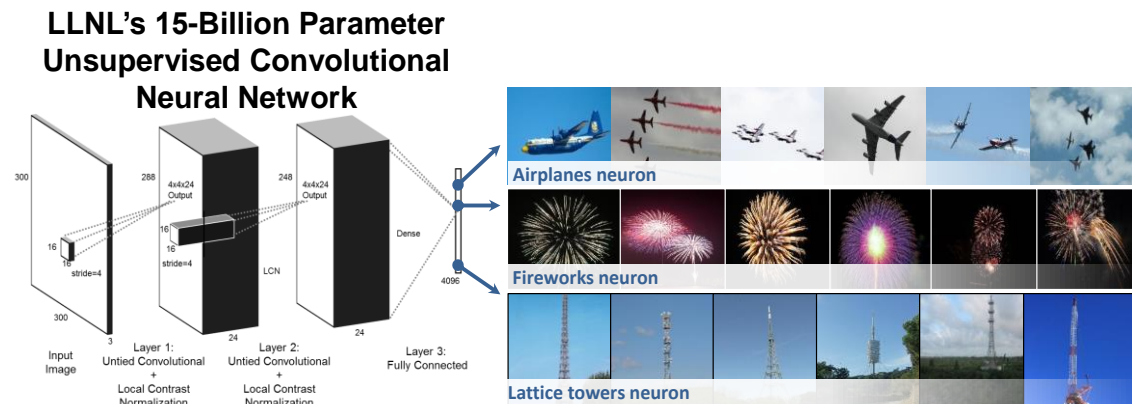 LLNL's 15-Billion Parameter
Unsupervised Convolutional
Neural Network
300
16
16
stride=4
300
3
Input
Image
288
4x4x24
Output
16
16
stride=4
LCN
24
Layer 1:
Untied Convolutional
+
Local Contrast
Normalization
248
4x4x24
Output
24
Layer 2:
Untied Convolutional
+
Local Contrast
Normalization
Dense
4096
Layer 3:
Fully Connected
Airplanes neuron
Fireworks neuron
Lattice towers neuron